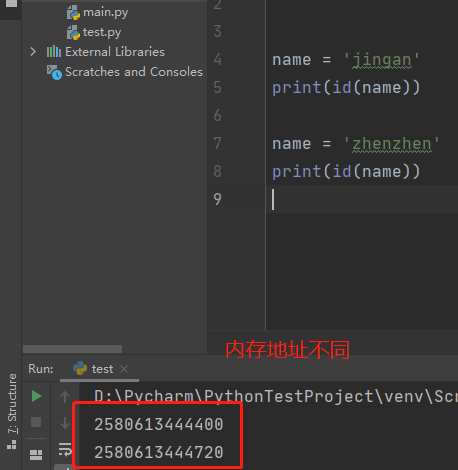 main.py
test.py
External Libraries
Scratches and Consoles
2
3
4 name = 'jingan'
5 print(id(name))
6
7 name = 'zhenzhen'
8 print(id(name))
9
内存地址不同
Run: test
7: Structure
D:\Pycharm\PythonTestProject\venv\Scr
2580613444400
2580613444720